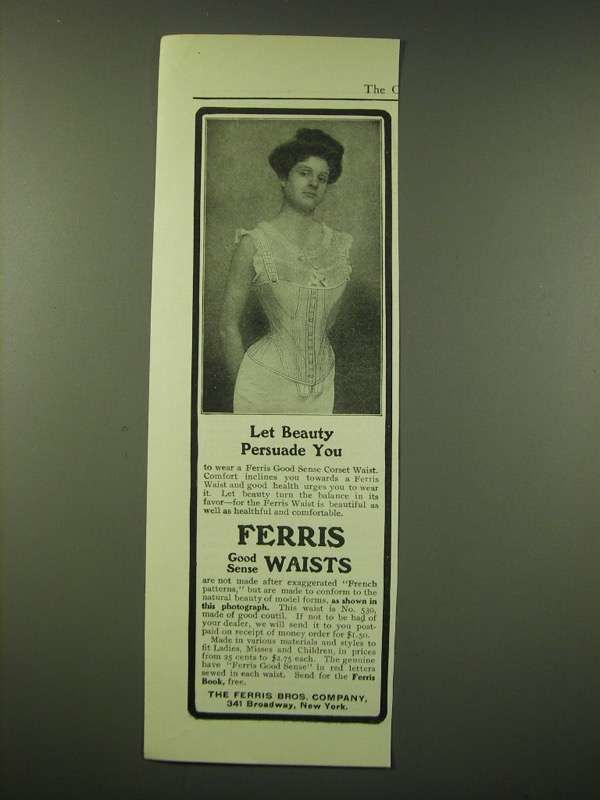 The C
Let Beauty
Persuade You
to wear a Ferris Good Sense Corset Waist.
Comfort inclines you towards a Ferris
Waist and good health urges you to wear
it. Let beauty turn the balance in its
favor—for the Ferris Waist is beautiful as
well as healthful and comfortable.
FERRIS
Good Sense WAISTS
are not made after exaggerated "French
patterns," but are made to conform to the
natural beauty of model forms, as shown in
this photograph. This waist is No. 530,
made of good coutil. If not to be had of
your dealer, we will send it to you post-
paid on receipt of money order for $1.50.
Made in various materials and styles to
fit Ladies, Misses and Children, in prices
from 25 cents to $2.75 each. The genuine
have "Ferris Good Sense" in red letters
sewed in each waist. Send for the Ferris
Book, free.
THE FERRIS BROS. COMPANY,
341 Broadway, New York.